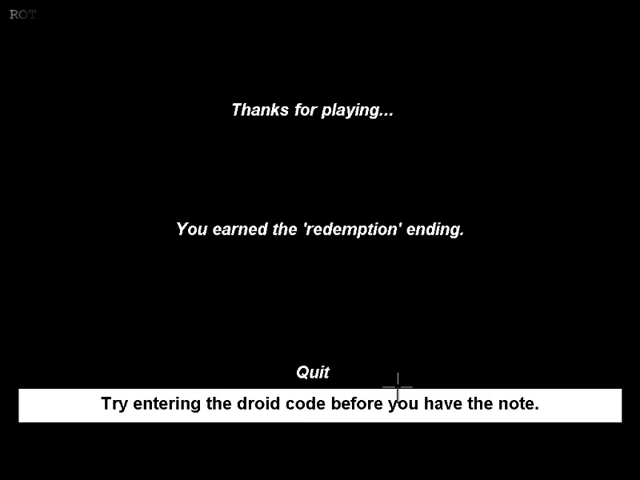 ROT
Thanks for playing...
You earned the 'redemption' ending.
Quit
Try entering the droid code before you have the note.